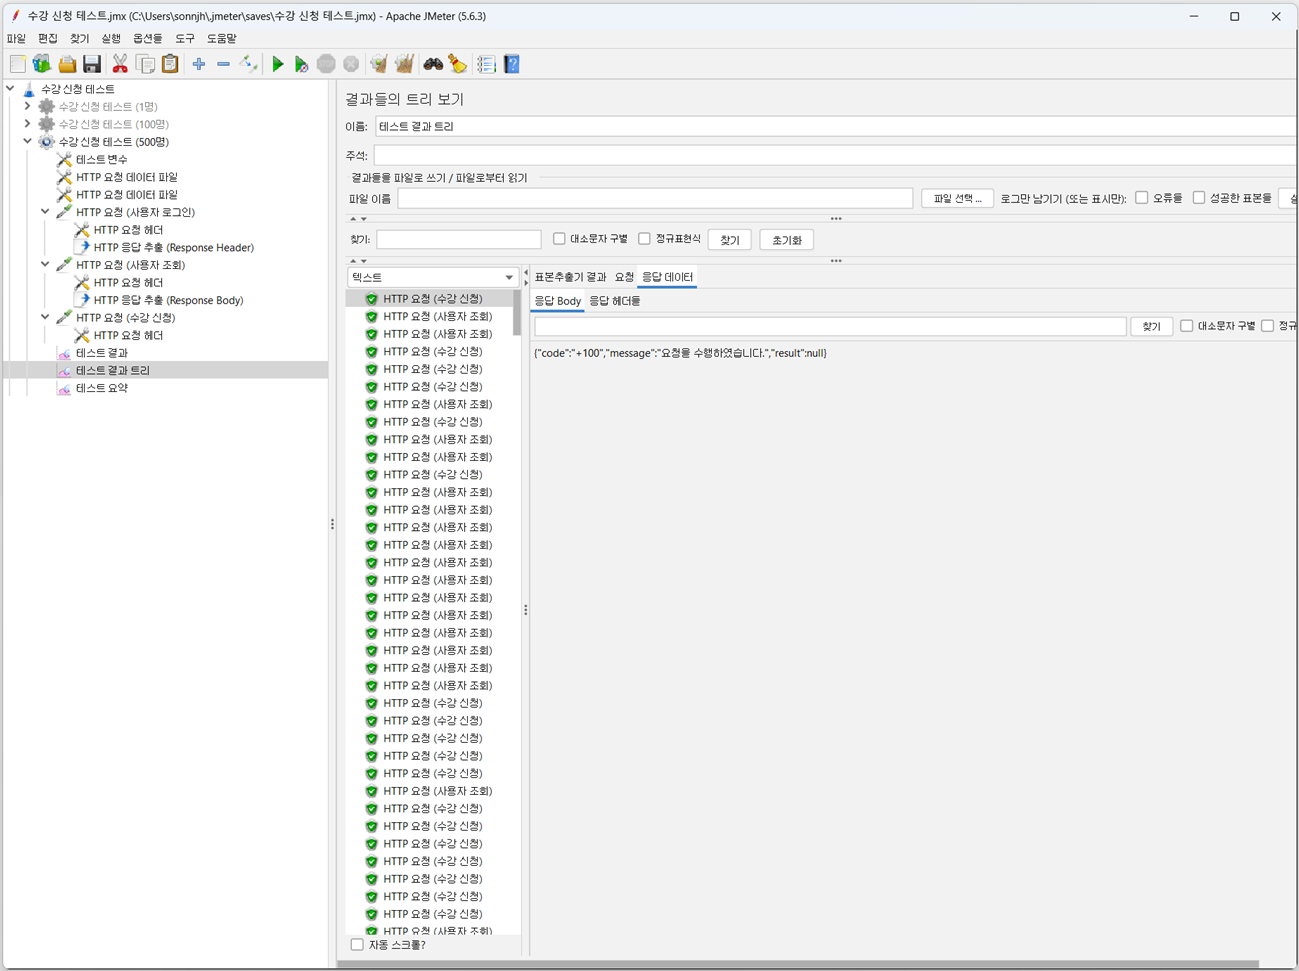 수강 신청 테스트.jmx (C:\Users\sonnjh\.jmeter\saves\수강 신청 테스트.jmx) - Apache JMeter (5.6.3)
파일 편집 찾기 실행 옵션들 도구 도움말
수강 신청 테스트
수강 신청 테스트 (1명)
수강 신청 테스트 (100명)
수강 신청 테스트 (500명)
테스트 변수
HTTP 요청 데이터 파일
HTTP 요청 데이터 파일
HTTP 요청 (사용자 로그인)
HTTP 요청 헤더
HTTP 응답 추출 (Response Header)
HTTP 요청 (사용자 조회)
HTTP 요청 헤더
HTTP 응답 추출 (Response Body)
HTTP 요청 (수강 신청)
HTTP 요청 헤더
테스트 결과
테스트 결과 트리
테스트 요약
결과들의 트리 보기
이름: 테스트 결과 트리
주석:
결과들을 파일로 쓰기 / 파일로부터 읽기
파일 이름 파일 선택 ... 로그만 남기기 (또는 표시만): 오류들 성공한 표본들
찾기: 대소문자 구별 정규표현식 찾기 초기화
텍스트
HTTP 요청 (수강 신청)
HTTP 요청 (사용자 조회)
HTTP 요청 (사용자 조회)
HTTP 요청 (수강 신청)
HTTP 요청 (수강 신청)
HTTP 요청 (수강 신청)
HTTP 요청 (사용자 조회)
HTTP 요청 (수강 신청)
HTTP 요청 (사용자 조회)
HTTP 요청 (사용자 조회)
HTTP 요청 (수강 신청)
HTTP 요청 (사용자 조회)
HTTP 요청 (사용자 조회)
HTTP 요청 (사용자 조회)
HTTP 요청 (사용자 조회)
HTTP 요청 (사용자 조회)
HTTP 요청 (사용자 조회)
HTTP 요청 (사용자 조회)
HTTP 요청 (사용자 조회)
HTTP 요청 (사용자 조회)
HTTP 요청 (사용자 조회)
HTTP 요청 (사용자 조회)
HTTP 요청 (사용자 조회)
HTTP 요청 (수강 신청)
HTTP 요청 (수강 신청)
HTTP 요청 (수강 신청)
HTTP 요청 (수강 신청)
HTTP 요청 (수강 신청)
HTTP 요청 (사용자 조회)
HTTP 요청 (수강 신청)
HTTP 요청 (수강 신청)
HTTP 요청 (수강 신청)
HTTP 요청 (수강 신청)
HTTP 요청 (수강 신청)
HTTP 요청 (수강 신청)
HTTP 요청 (수강 신청)
HTTP 요청 (사용자 조회)
자동 스크롤?
표본추출기 결과 요청 응답 데이터
응답 Body 응답 헤더들
찾기 대소문자 구별 정규
{"code":"+100","message":"요청을 수행하였습니다.","result":null}